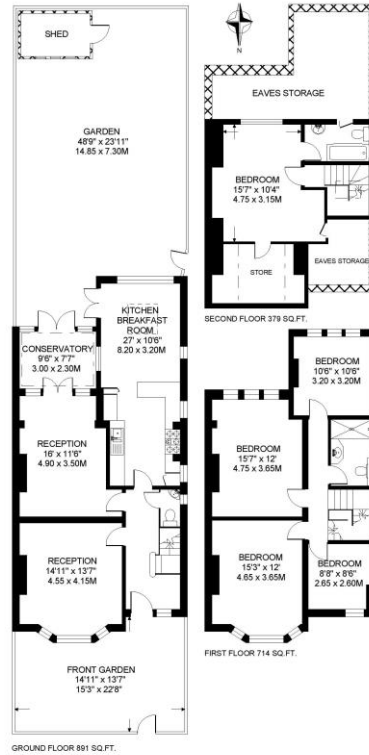 SHED
GARDEN
48'9" x 23'11"
14.85 x 7.30M
KITCHEN
BREAKFAST
ROOM
27' x 10'6"
8.20 x 3.20M
CONSERVATORY
9'6" x 7'7"
3.00 x 2.30M
RECEPTION
16' x 11'6"
4.90 x 3.50M
RECEPTION
14'11" x 13'7"
4.55 x 4.15M
FRONT GARDEN
14'11" x 13'7"
15'3" x 22'8"
GROUND FLOOR 891 SQ.FT.
N
EAVES STORAGE
BEDROOM
15'7" x 10'4"
4.75 x 3.15M
STORE
EAVES STORAGE
SECOND FLOOR 379 SQ.FT.
BEDROOM
10'6" x 10'6"
3.20 x 3.20M
BEDROOM
15'7" x 12'
4.75 x 3.65M
BEDROOM
15'3" x 12'
4.65 x 3.65M
BEDROOM
8'8" x 8'6"
2.65 x 2.60M
FIRST FLOOR 714 SQ.FT.